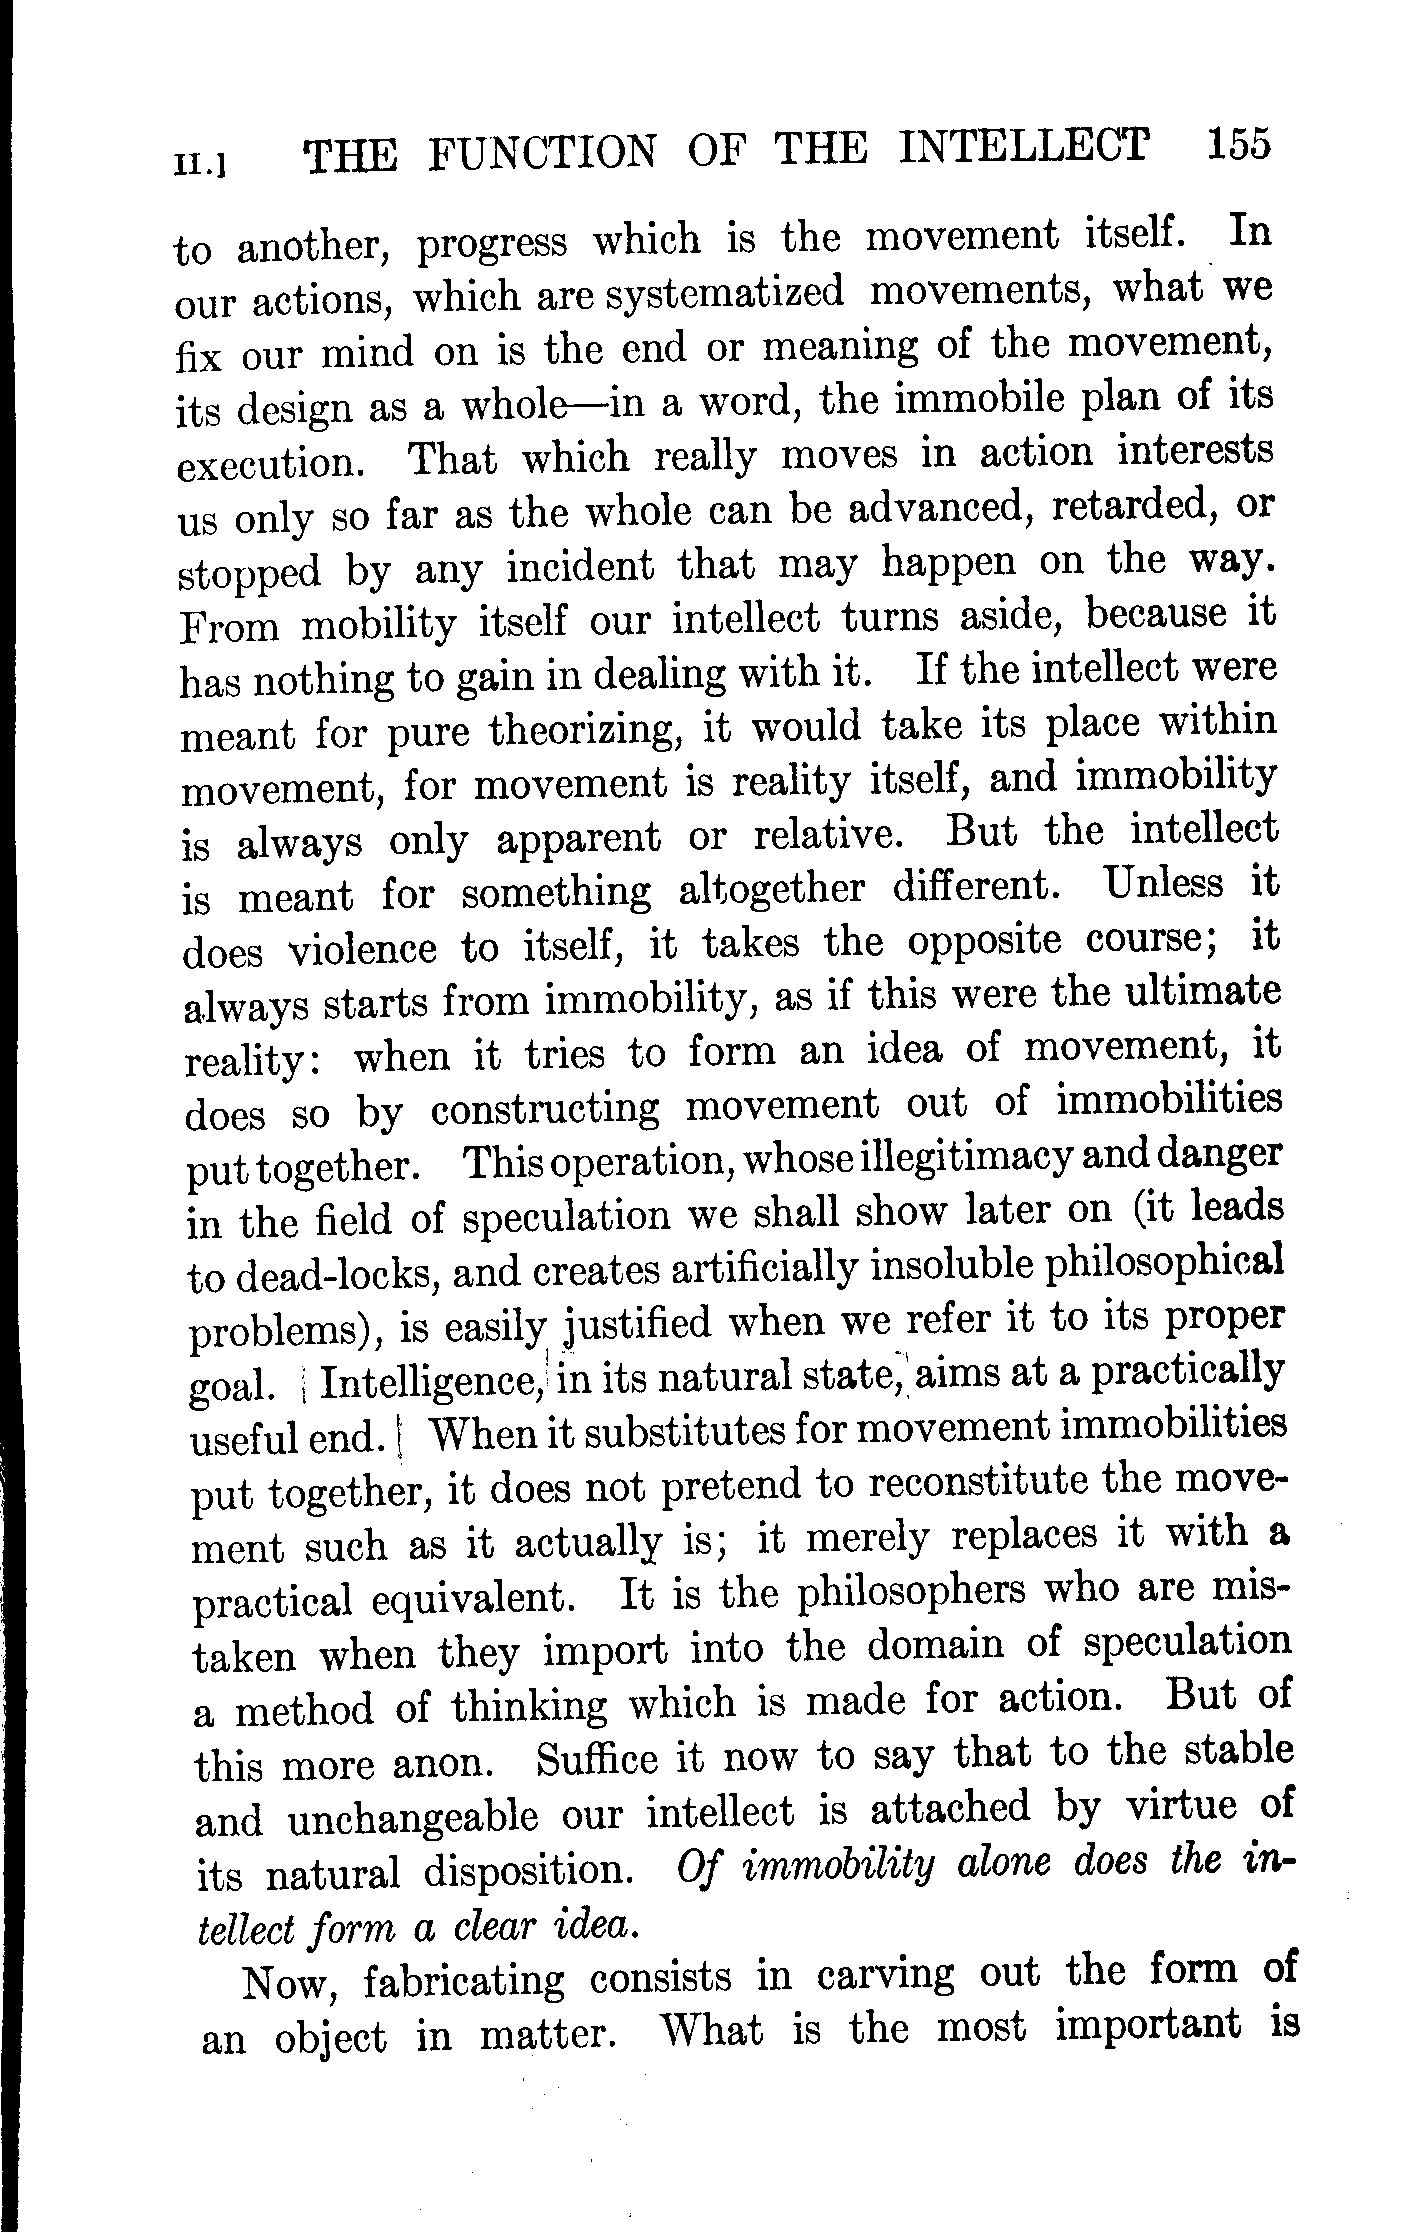 II.] THE FUNCTION OF THE INTELLECT 155
to another, progress which is the movement itself. In
our actions, which are systematized movements, what we
fix our mind on is the end or meaning of the movement,
its design as a whole—in a word, the immobile plan of its
execution. That which really moves in action interests
us only so far as the whole can be advanced, retarded, or
stopped by any incident that may happen on the way.
From mobility itself our intellect turns aside, because it
has nothing to gain in dealing with it. If the intellect were
meant for pure theorizing, it would take its place within
movement, for movement is reality itself, and immobility
is always only apparent or relative. But the intellect
is meant for something altogether different. Unless it
does violence to itself, it takes the opposite course; it
always starts from immobility, as if this were the ultimate
reality: when it tries to form an idea of movement, it
does so by constructing movement out of immobilities
put together. This operation, whose illegitimacy and danger
in the field of speculation we shall show later on (it leads
to dead-locks, and creates artificially insoluble philosophical
problems), is easily justified when we refer it to its proper
goal. Intelligence, in its natural state, aims at a practically
useful end. When it substitutes for movement immobilities
put together, it does not pretend to reconstitute the move-
ment such as it actually is; it merely replaces it with a
practical equivalent. It is the philosophers who are mis-
taken when they import into the domain of speculation
a method of thinking which is made for action. But of
this more anon. Suffice it now to say that to the stable
and unchangeable our intellect is attached by virtue of
its natural disposition. Of immobility alone does the in-
tellect form a clear idea.
Now, fabricating consists in carving out the form of
an object in matter. What is the most important is